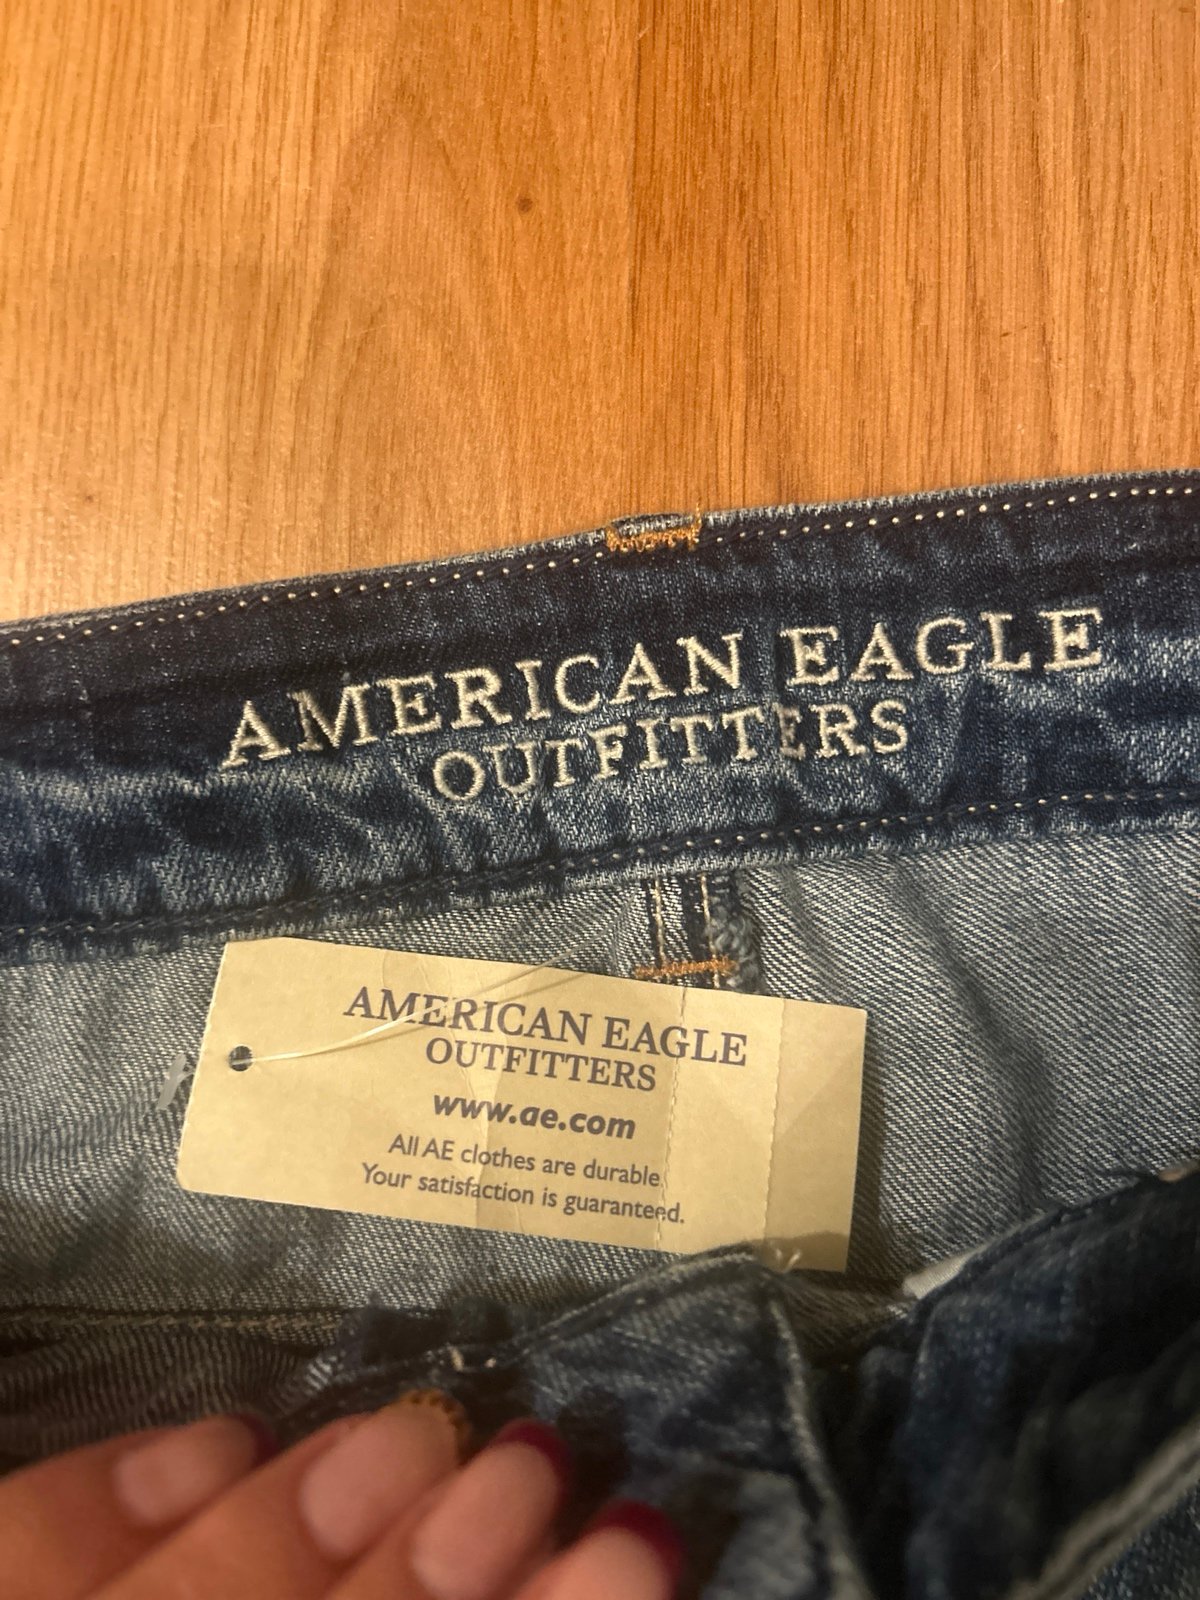 AMERICAN EAGLE
OUTFITTERS
AMERICAN EAGLE
OUTFITTERS
www.ae.com
All AE clothes are durable.
Your satisfaction is guaranteed.